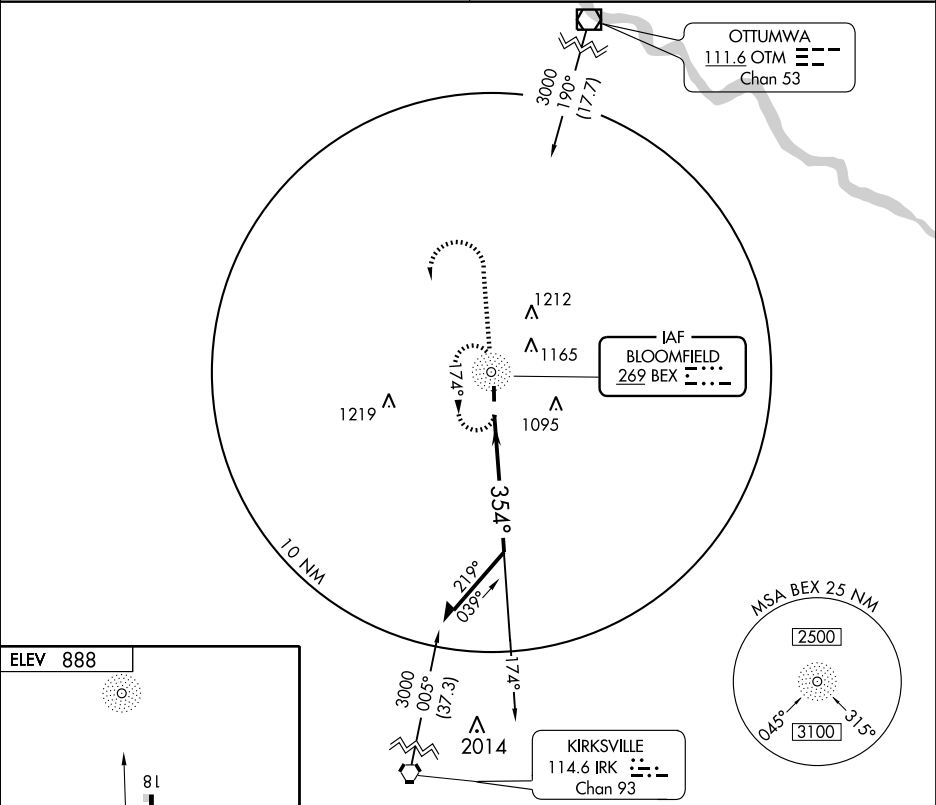 OTTUMWA
111.6 OTM
Chan 53
3000
190°
(17.7)
1212
1165
IAF
BLOOMFIELD
269 BEX
174°
1219
1095
354°
10 NM
219°
039°
MSA BEX 25 NM
2500
045°
315°
3100
ELEV 888
3000
005°
(37.3)
174°
2014
KIRKSVILLE
114.6 IRK
Chan 93
18